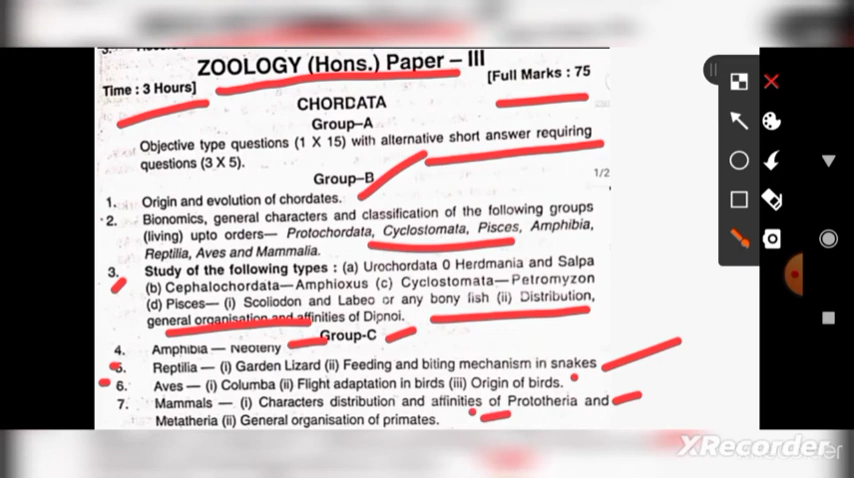 ZOOLOGY (Hons.) Paper – III
Time : 3 Hours] [Full Marks : 75
CHORDATA
Group–A
Objective type questions (1 X 15) with alternative short answer requiring
questions (3 X 5).
Group–B
1/2
1. Origin and evolution of chordates.
2. Bionomics, general characters and classification of the following groups
(living) upto orders— Protochordata, Cyclostomata, Pisces, Amphibia,
Reptilia, Aves and Mammalia.
3. Study of the following types : (a) Urochordata 0 Herdmania and Salpa
(b) Cephalochordata—Amphioxus (c) Cyclostomata—Petromyzon
(d) Pisces— (i) Scoliodon and Labeo or any bony fish (ii) Distribution,
general organisation and affinities of Dipnoi.
Group-C
4. Amphibia — Neoteny
5. Reptilia — (i) Garden Lizard (ii) Feeding and biting mechanism in snakes
6. Aves — (i) Columba (ii) Flight adaptation in birds (iii) Origin of birds.
7. Mammals — (i) Characters distribution and affinities of Prototheria and
Metatheria (ii) General organisation of primates.
XRecorder